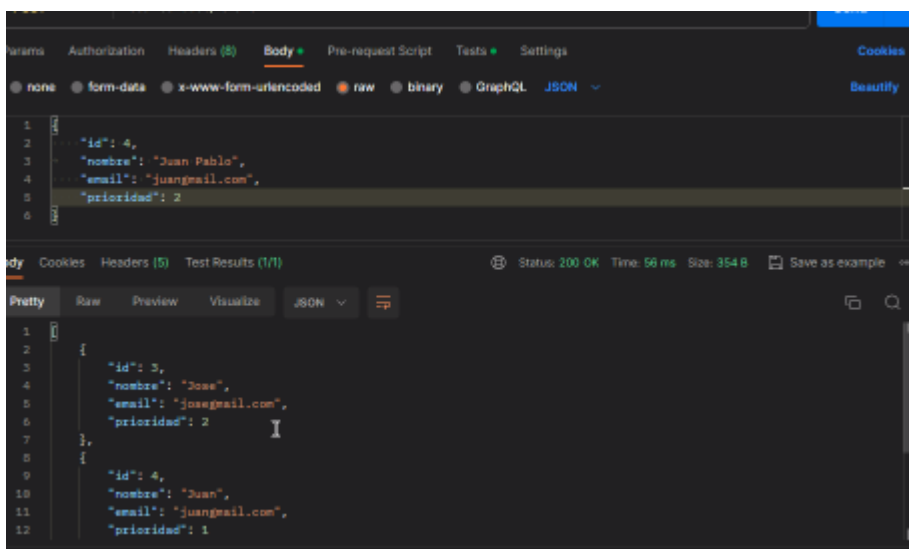 Params Authorization Headers (8) Body Pre-request Script Tests Settings Cookies
none form-data x-www-form-urlencoded raw binary GraphQL JSON Beautify
1 {
2 "id": 4,
3 "nombre": "Juan Pablo",
4 "email": "juangmail.com",
5 "prioridad": 2
6 }
ody Cookies Headers (5) Test Results (1/1) Status: 200 OK Time: 56 ms Size: 354 B Save as example
Pretty Raw Preview Visualize JSON
1 [
2 {
3 "id": 3,
4 "nombre": "Jose",
5 "email": "josegmail.com",
6 "prioridad": 2
7 },
8 {
9 "id": 4,
10 "nombre": "Juan",
11 "email": "juangmail.com",
12 "prioridad": 1